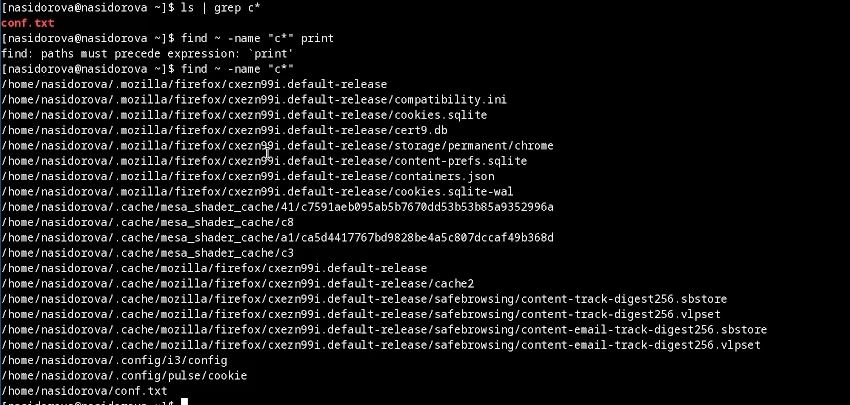 [nasidorova@nasidorova ~]$ ls | grep c*
conf.txt
[nasidorova@nasidorova ~]$ find ~ -name "c*" print
find: paths must precede expression: `print'
[nasidorova@nasidorova ~]$ find ~ -name "c*"
/home/nasidorova/.mozilla/firefox/cxezn99i.default-release
/home/nasidorova/.mozilla/firefox/cxezn99i.default-release/compatibility.ini
/home/nasidorova/.mozilla/firefox/cxezn99i.default-release/cookies.sqlite
/home/nasidorova/.mozilla/firefox/cxezn99i.default-release/cert9.db
/home/nasidorova/.mozilla/firefox/cxezn99i.default-release/storage/permanent/chrome
/home/nasidorova/.mozilla/firefox/cxezn99i.default-release/content-prefs.sqlite
/home/nasidorova/.mozilla/firefox/cxezn99i.default-release/containers.json
/home/nasidorova/.mozilla/firefox/cxezn99i.default-release/cookies.sqlite-wal
/home/nasidorova/.cache/mesa_shader_cache/41/c7591aeb095ab5b7670dd53b53b85a9352996a
/home/nasidorova/.cache/mesa_shader_cache/c8
/home/nasidorova/.cache/mesa_shader_cache/a1/ca5d4417767bd9828be4a5c807dccaf49b368d
/home/nasidorova/.cache/mesa_shader_cache/c3
/home/nasidorova/.cache/mozilla/firefox/cxezn99i.default-release
/home/nasidorova/.cache/mozilla/firefox/cxezn99i.default-release/cache2
/home/nasidorova/.cache/mozilla/firefox/cxezn99i.default-release/safebrowsing/content-track-digest256.sbstore
/home/nasidorova/.cache/mozilla/firefox/cxezn99i.default-release/safebrowsing/content-track-digest256.vlpset
/home/nasidorova/.cache/mozilla/firefox/cxezn99i.default-release/safebrowsing/content-email-track-digest256.sbstore
/home/nasidorova/.cache/mozilla/firefox/cxezn99i.default-release/safebrowsing/content-email-track-digest256.vlpset
/home/nasidorova/.config/i3/config
/home/nasidorova/.config/pulse/cookie
/home/nasidorova/conf.txt
[nasidorova@nasidorova ~]$